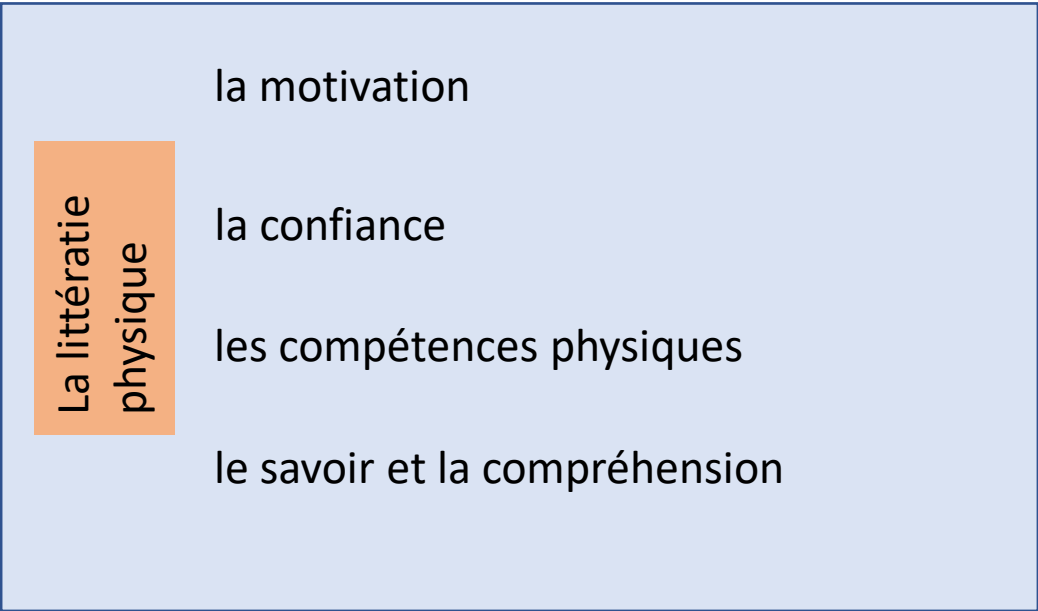 La littératie
physique
la motivation
la confiance
les compétences physiques
le savoir et la compréhension